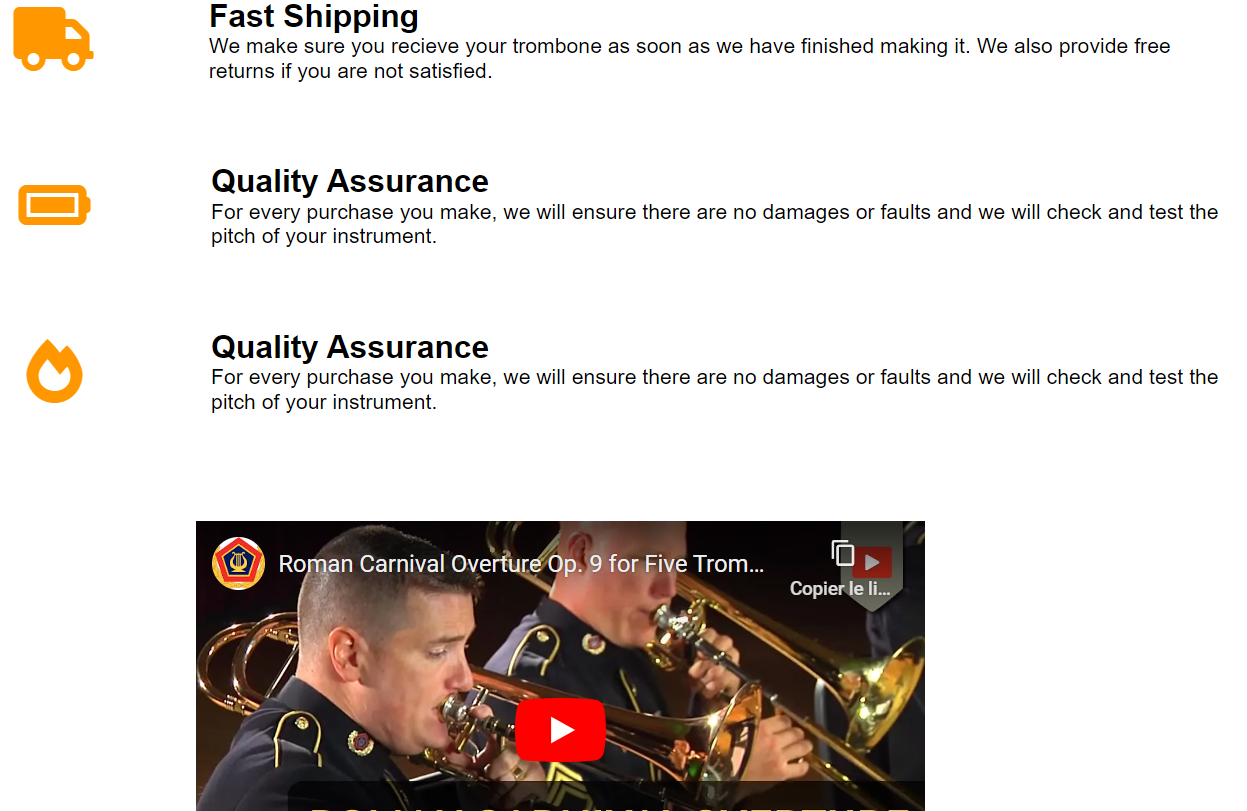 Fast Shipping
We make sure you recieve your trombone as soon as we have finished making it. We also provide free
returns if you are not satisfied.
Quality Assurance
For every purchase you make, we will ensure there are no damages or faults and we will check and test the
pitch of your instrument.
Quality Assurance
For every purchase you make, we will ensure there are no damages or faults and we will check and test the
pitch of your instrument.
Roman Carnival Overture Op. 9 for Five Trom...
Copier le li...